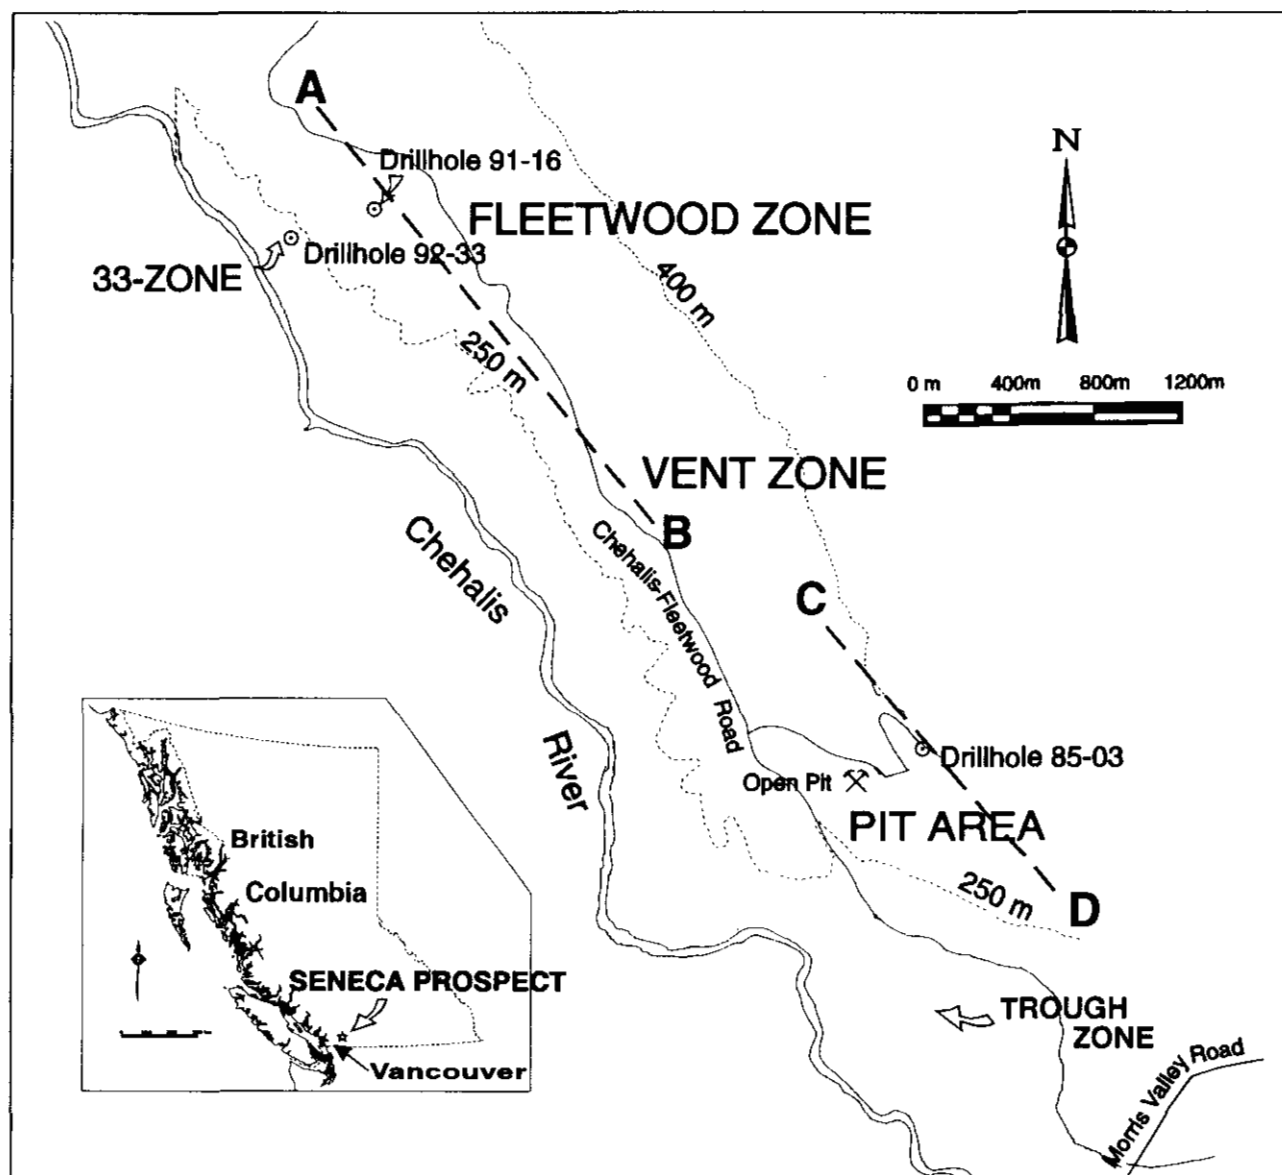 A
N
Drillhole 91-16
FLEETWOOD ZONE
Drillhole 92-33
33-ZONE
400 m
250 m
0 m 400m 800m 1200m
VENT ZONE
B
Chehalis-Fleetwood Road
Chehalis
River
C
Drillhole 85-03
Open Pit
PIT AREA
250 m
D
British
Columbia
SENECA PROSPECT
Vancouver
TROUGH
ZONE
Morris Valley Road